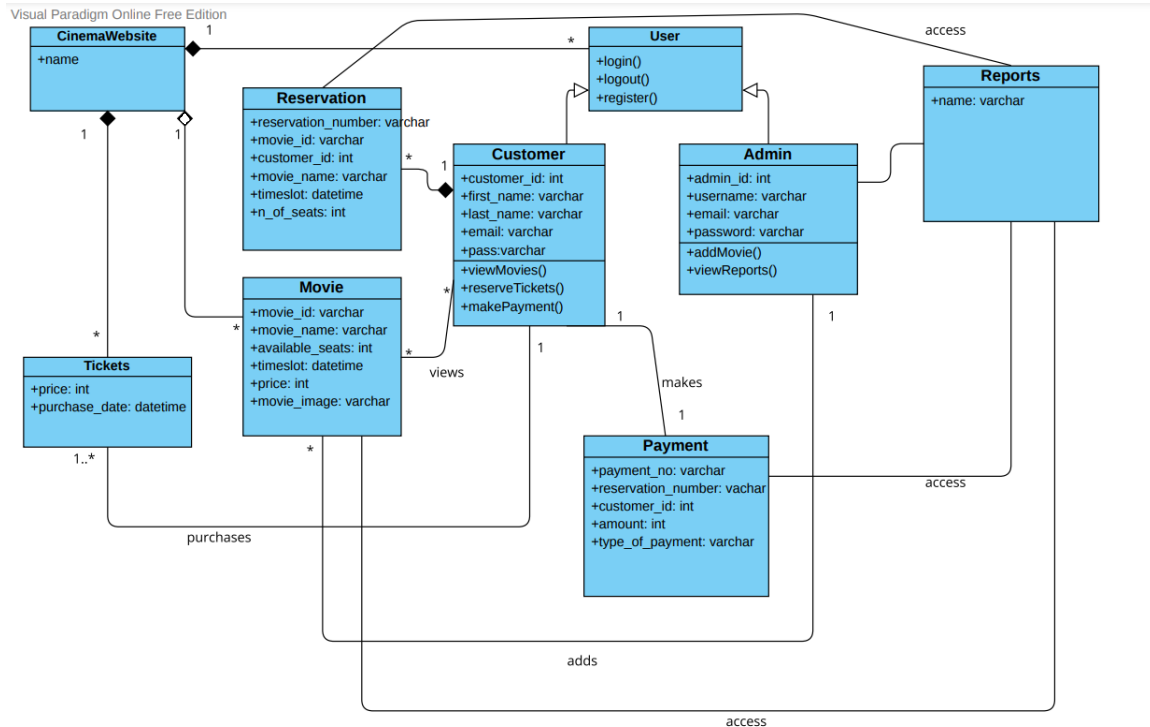 Visual Paradigm Online Free Edition
CinemaWebsite
+name
1
*
User
+login()
+logout()
+register()
access
Reports
+name: varchar
1
1
Reservation
+reservation_number: varchar
+movie_id: varchar
+customer_id: int
+movie_name: varchar
+timeslot: datetime
+n_of_seats: int
*
1
Customer
+customer_id: int
+first_name: varchar
+last_name: varchar
+email: varchar
+pass:varchar
+viewMovies()
+reserveTickets()
+makePayment()
Admin
+admin_id: int
+username: varchar
+email: varchar
+password: varchar
+addMovie()
+viewReports()
*
*
Movie
+movie_id: varchar
+movie_name: varchar
+available_seats: int
+timeslot: datetime
+price: int
+movie_image: varchar
*
*
views
1
1
1
Tickets
+price: int
+purchase_date: datetime
makes
1
1..*
*
Payment
+payment_no: varchar
+reservation_number: vachar
+customer_id: int
+amount: int
+type_of_payment: varchar
access
purchases
adds
access